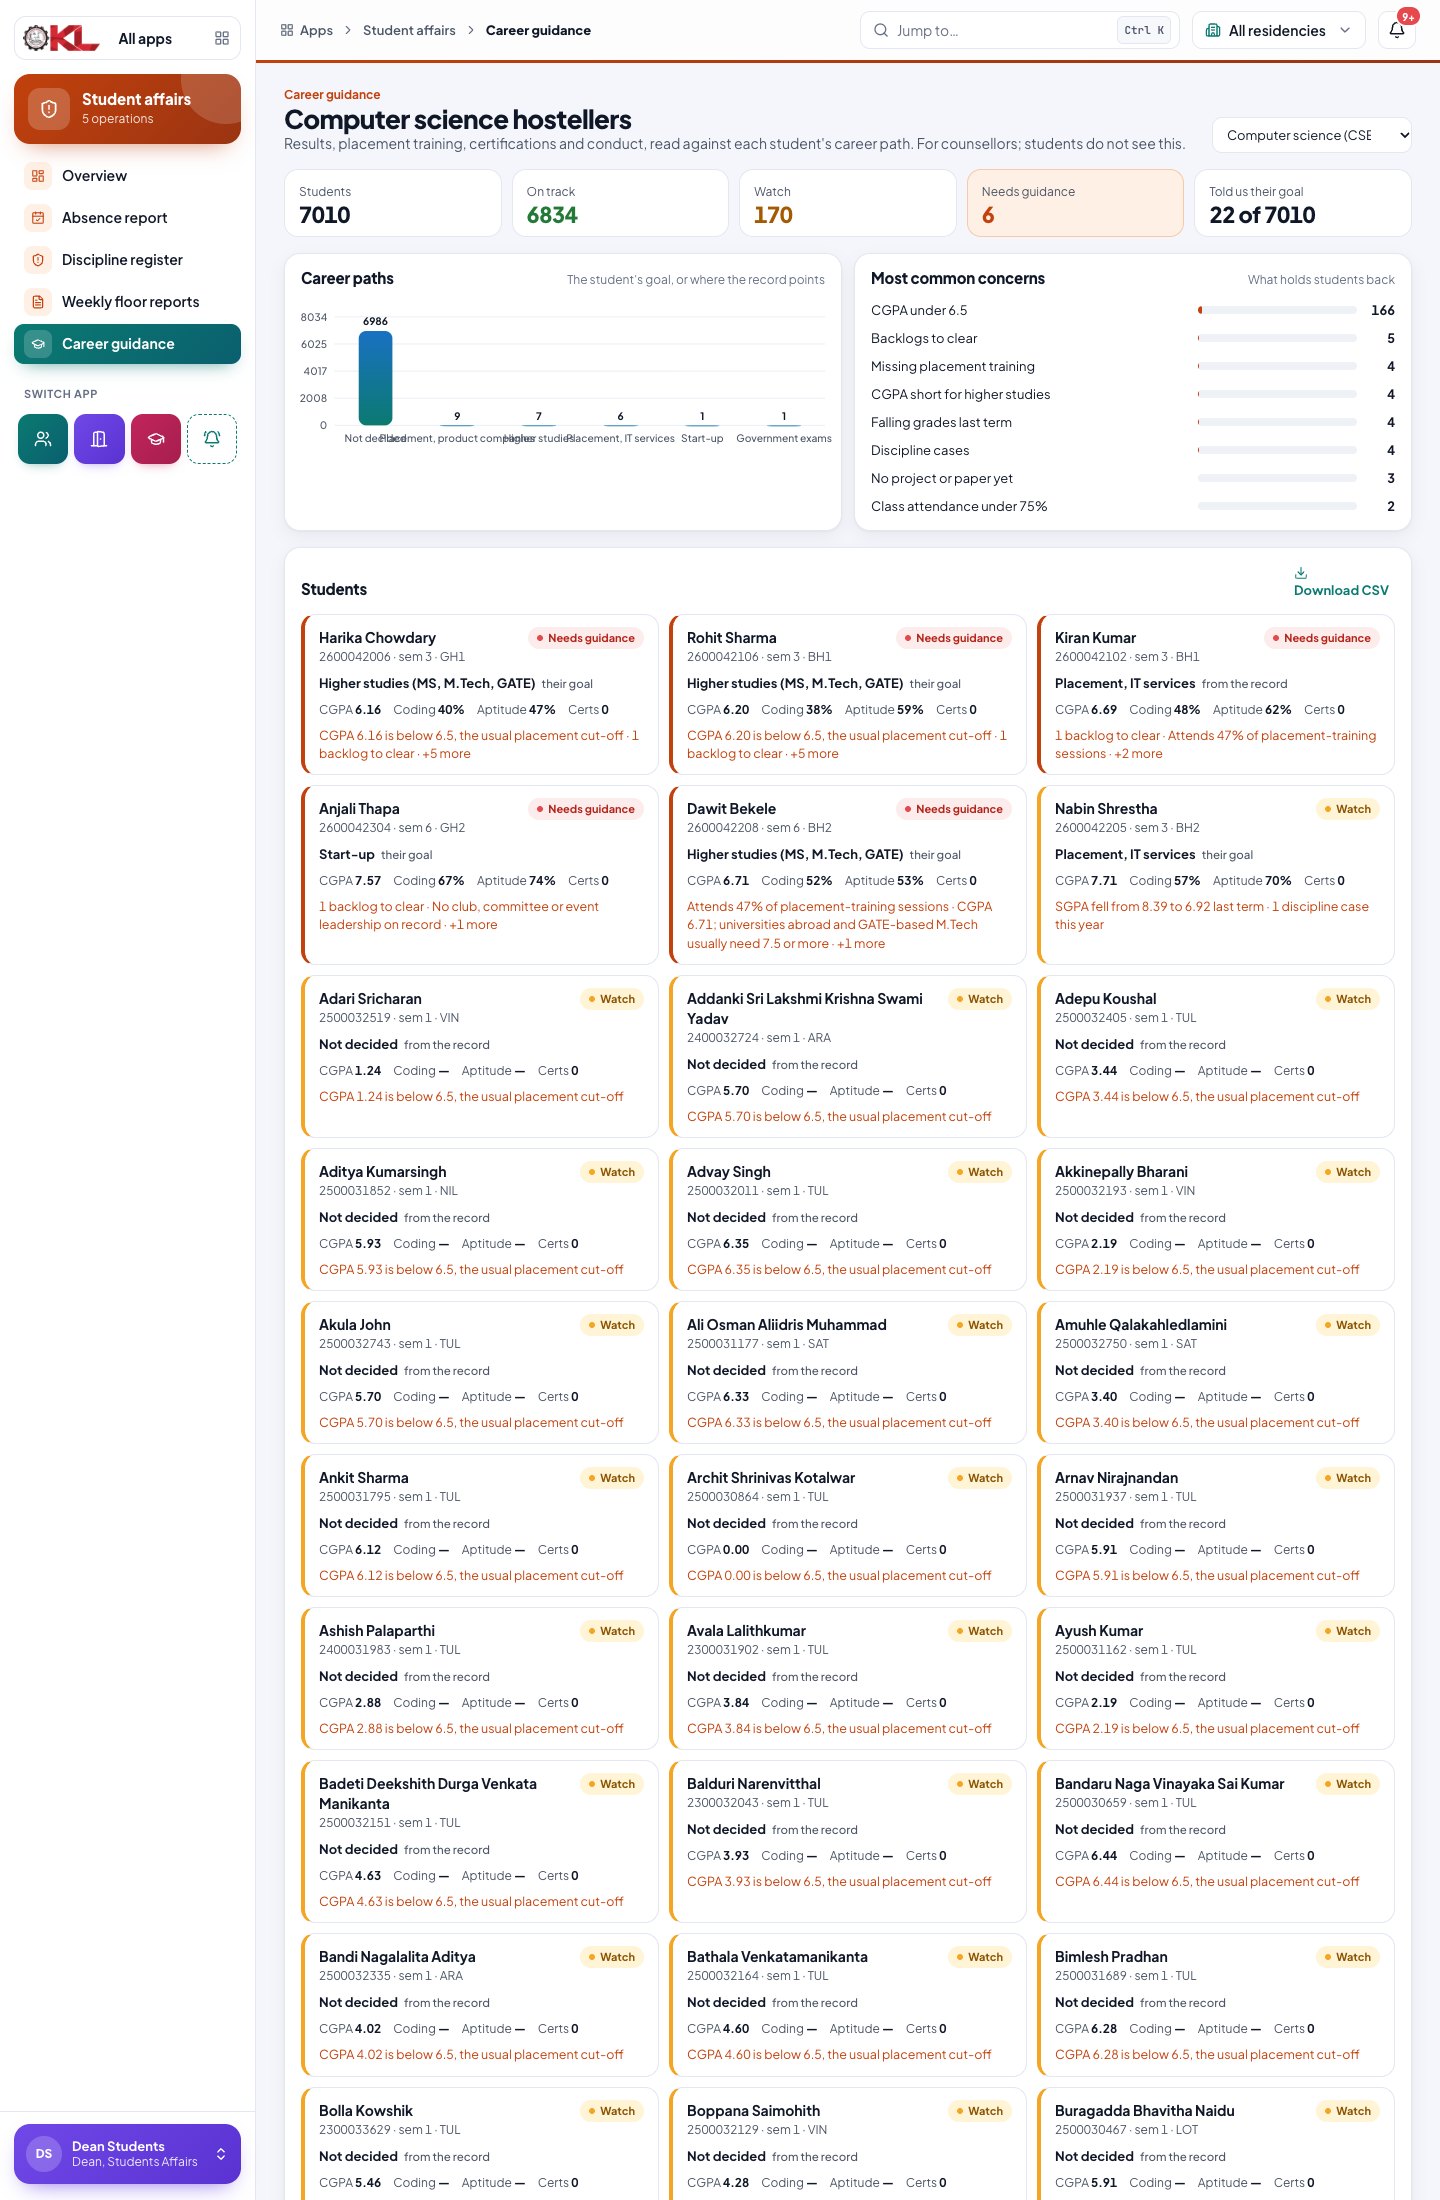 KL
All apps
Student affairs
5 operations
Overview
Absence report
Discipline register
Weekly floor reports
Career guidance
SWITCH APP
Dean Students
Dean, Students Affairs
DS
Apps > Student affairs > Career guidance
Jump to...
Ctrl K
All residencies
9+
Career guidance
Computer science hostellers
Results, placement training, certifications and conduct, read against each student's career path. For counsellors; students do not see this.
Computer science (CSE
Students
7010
On track
6834
Watch
170
Needs guidance
6
Told us their goal
22 of 7010
Career paths
The student's goal, or where the record points
8034
6025
4017
2008
0
6986
9
7
6
1
1
Not decided
Placement, product companies
Higher studies
Placement, IT services
Start-up
Government exams
Most common concerns
What holds students back
CGPA under 6.5 166
Backlogs to clear 5
Missing placement training 4
CGPA short for higher studies 4
Falling grades last term 4
Discipline cases 4
No project or paper yet 3
Class attendance under 75% 2
Students
Download CSV
Harika Chowdary
Needs guidance
2600042006 · sem 3 · GH1
Higher studies (MS, M.Tech, GATE) their goal
CGPA 6.16 Coding 40% Aptitude 47% Certs 0
CGPA 6.16 is below 6.5, the usual placement cut-off · 1
backlog to clear · +5 more
Rohit Sharma
Needs guidance
2600042106 · sem 3 · BH1
Higher studies (MS, M.Tech, GATE) their goal
CGPA 6.20 Coding 38% Aptitude 59% Certs 0
CGPA 6.20 is below 6.5, the usual placement cut-off · 1
backlog to clear · +5 more
Kiran Kumar
Needs guidance
2600042102 · sem 3 · BH1
Placement, IT services from the record
CGPA 6.69 Coding 48% Aptitude 62% Certs 0
1 backlog to clear · Attends 47% of placement-training
sessions · +2 more
Anjali Thapa
Needs guidance
2600042304 · sem 6 · GH2
Start-up their goal
CGPA 7.57 Coding 67% Aptitude 74% Certs 0
1 backlog to clear · No club, committee or event
leadership on record · +1 more
Dawit Bekele
Needs guidance
2600042208 · sem 6 · BH2
Higher studies (MS, M.Tech, GATE) their goal
CGPA 6.71 Coding 52% Aptitude 53% Certs 0
Attends 47% of placement-training sessions · CGPA
6.71; universities abroad and GATE-based M.Tech
usually need 7.5 or more · +1 more
Nabin Shrestha
Watch
2600042205 · sem 3 · BH2
Placement, IT services their goal
CGPA 7.71 Coding 57% Aptitude 70% Certs 0
SGPA fell from 8.39 to 6.92 last term · 1 discipline case
this year
Adari Sricharan
Watch
2500032519 · sem 1 · VIN
Not decided from the record
CGPA 1.24 Coding — Aptitude — Certs 0
CGPA 1.24 is below 6.5, the usual placement cut-off
Addanki Sri Lakshmi Krishna Swami
Yadav
Watch
2400032724 · sem 1 · ARA
Not decided from the record
CGPA 5.70 Coding — Aptitude — Certs 0
CGPA 5.70 is below 6.5, the usual placement cut-off
Adepu Koushal
Watch
2500032405 · sem 1 · TUL
Not decided from the record
CGPA 3.44 Coding — Aptitude — Certs 0
CGPA 3.44 is below 6.5, the usual placement cut-off
Aditya Kumarsingh
Watch
2500031852 · sem 1 · NIL
Not decided from the record
CGPA 5.93 Coding — Aptitude — Certs 0
CGPA 5.93 is below 6.5, the usual placement cut-off
Advay Singh
Watch
2500032011 · sem 1 · TUL
Not decided from the record
CGPA 6.35 Coding — Aptitude — Certs 0
CGPA 6.35 is below 6.5, the usual placement cut-off
Akkinepally Bharani
Watch
2500032193 · sem 1 · VIN
Not decided from the record
CGPA 2.19 Coding — Aptitude — Certs 0
CGPA 2.19 is below 6.5, the usual placement cut-off
Akula John
Watch
2500032743 · sem 1 · TUL
Not decided from the record
CGPA 5.70 Coding — Aptitude — Certs 0
CGPA 5.70 is below 6.5, the usual placement cut-off
Ali Osman Aliidris Muhammad
Watch
2500031177 · sem 1 · SAT
Not decided from the record
CGPA 6.33 Coding — Aptitude — Certs 0
CGPA 6.33 is below 6.5, the usual placement cut-off
Amuhle Qalakahledlamini
Watch
2500032750 · sem 1 · SAT
Not decided from the record
CGPA 3.40 Coding — Aptitude — Certs 0
CGPA 3.40 is below 6.5, the usual placement cut-off
Ankit Sharma
Watch
2500031795 · sem 1 · TUL
Not decided from the record
CGPA 6.12 Coding — Aptitude — Certs 0
CGPA 6.12 is below 6.5, the usual placement cut-off
Archit Shrinivas Kotalwar
Watch
2500030864 · sem 1 · TUL
Not decided from the record
CGPA 0.00 Coding — Aptitude — Certs 0
CGPA 0.00 is below 6.5, the usual placement cut-off
Arnav Nirajnandan
Watch
2500031937 · sem 1 · TUL
Not decided from the record
CGPA 5.91 Coding — Aptitude — Certs 0
CGPA 5.91 is below 6.5, the usual placement cut-off
Ashish Palaparthi
Watch
2400031983 · sem 1 · TUL
Not decided from the record
CGPA 2.88 Coding — Aptitude — Certs 0
CGPA 2.88 is below 6.5, the usual placement cut-off
Avala Lalithkumar
Watch
2300031902 · sem 1 · TUL
Not decided from the record
CGPA 3.84 Coding — Aptitude — Certs 0
CGPA 3.84 is below 6.5, the usual placement cut-off
Ayush Kumar
Watch
2500031162 · sem 1 · TUL
Not decided from the record
CGPA 2.19 Coding — Aptitude — Certs 0
CGPA 2.19 is below 6.5, the usual placement cut-off
Badeti Deekshith Durga Venkata
Manikanta
Watch
2500032151 · sem 1 · TUL
Not decided from the record
CGPA 4.63 Coding — Aptitude — Certs 0
CGPA 4.63 is below 6.5, the usual placement cut-off
Balduri Narenvitthal
Watch
2300032043 · sem 1 · TUL
Not decided from the record
CGPA 3.93 Coding — Aptitude — Certs 0
CGPA 3.93 is below 6.5, the usual placement cut-off
Bandaru Naga Vinayaka Sai Kumar
Watch
2500030659 · sem 1 · TUL
Not decided from the record
CGPA 6.44 Coding — Aptitude — Certs 0
CGPA 6.44 is below 6.5, the usual placement cut-off
Bandi Nagalalita Aditya
Watch
2500032335 · sem 1 · ARA
Not decided from the record
CGPA 4.02 Coding — Aptitude — Certs 0
CGPA 4.02 is below 6.5, the usual placement cut-off
Bathala Venkatamanikanta
Watch
2500032164 · sem 1 · TUL
Not decided from the record
CGPA 4.60 Coding — Aptitude — Certs 0
CGPA 4.60 is below 6.5, the usual placement cut-off
Bimlesh Pradhan
Watch
2500031689 · sem 1 · TUL
Not decided from the record
CGPA 6.28 Coding — Aptitude — Certs 0
CGPA 6.28 is below 6.5, the usual placement cut-off
Bolla Kowshik
Watch
2300033629 · sem 1 · TUL
Not decided from the record
CGPA 5.46 Coding — Aptitude — Certs 0
Boppana Saimohith
Watch
2500032129 · sem 1 · VIN
Not decided from the record
CGPA 4.28 Coding — Aptitude — Certs 0
Buragadda Bhavitha Naidu
Watch
2500030467 · sem 1 · LOT
Not decided from the record
CGPA 5.91 Coding — Aptitude — Certs 0